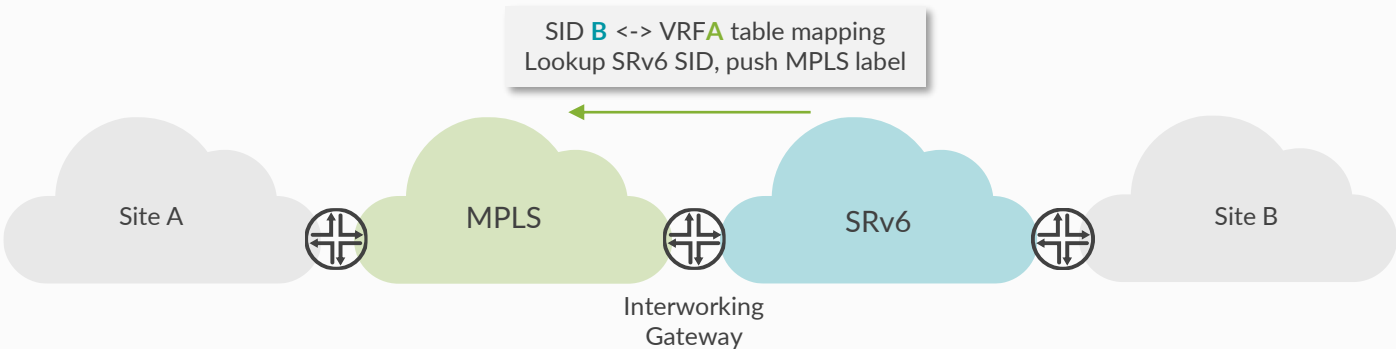 SID B <-> VRFA table mapping
Lookup SRv6 SID, push MPLS label
Site A
MPLS
SRv6
Site B
Interworking
Gateway